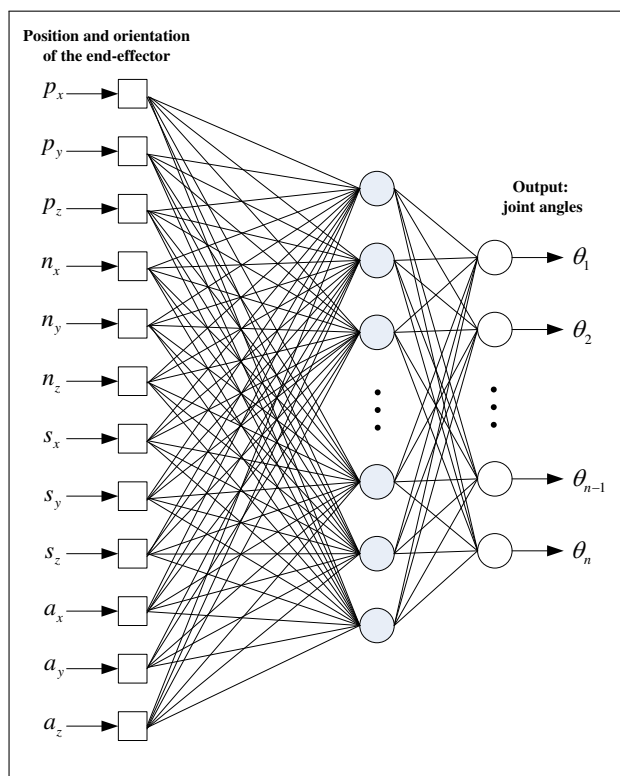 Position and orientation
of the end-effector
p_x
p_y
p_z
n_x
n_y
n_z
s_x
s_y
s_z
a_x
a_y
a_z
Output:
joint angles
θ_1
θ_2
θ_{n−1}
θ_n